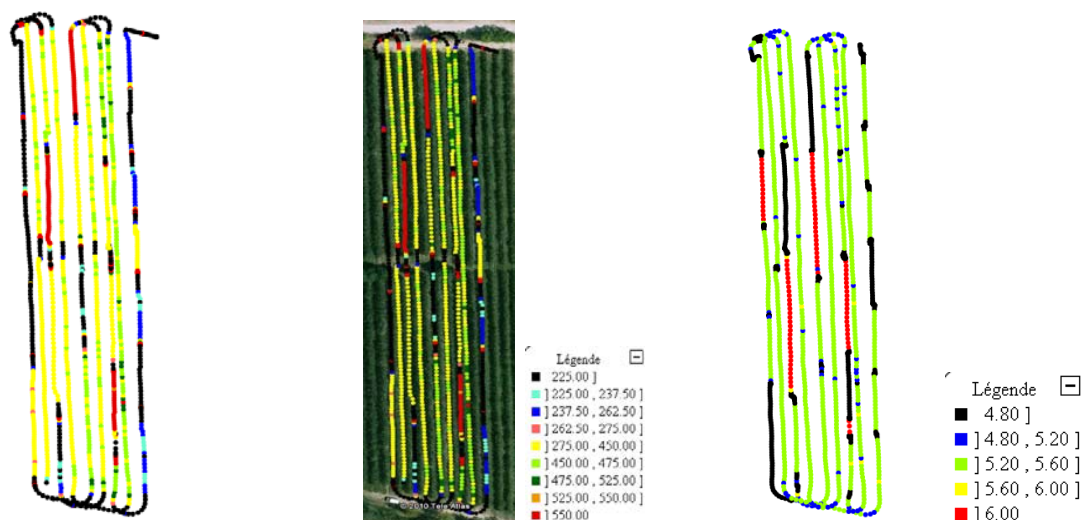 Légende
225.00 ]
] 225.00 , 237.50 ]
] 237.50 , 262.50 ]
] 262.50 , 275.00 ]
] 275.00 , 450.00 ]
] 450.00 , 475.00 ]
] 475.00 , 525.00 ]
] 525.00 , 550.00 ]
] 550.00
© 2010 Tele Atlas
Légende
4.80 ]
] 4.80 , 5.20 ]
] 5.20 , 5.60 ]
] 5.60 , 6.00 ]
] 6.00